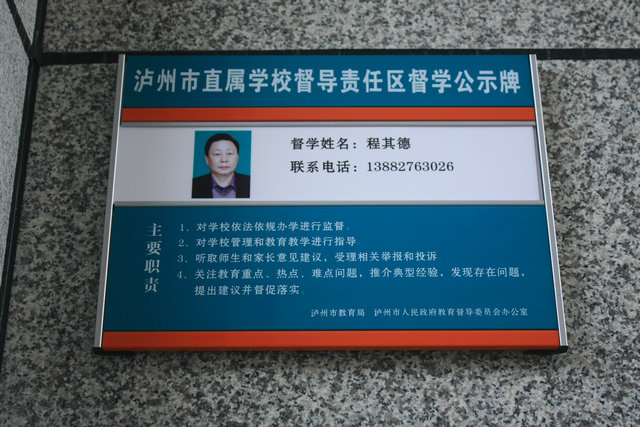 泸州市直属学校督导责任区督学公示牌
督学姓名：程其德
联系电话：13882763026
主要职责
1、对学校依法依规办学进行监督。
2、对学校管理和教育教学进行指导。
3、听取师生和家长意见建议，受理相关举报和投诉。
4、关注教育重点、热点、难点问题，推介典型经验，发现存在问题，
提出建议并督促落实。
泸州市教育局 泸州市人民政府教育督导委员会办公室